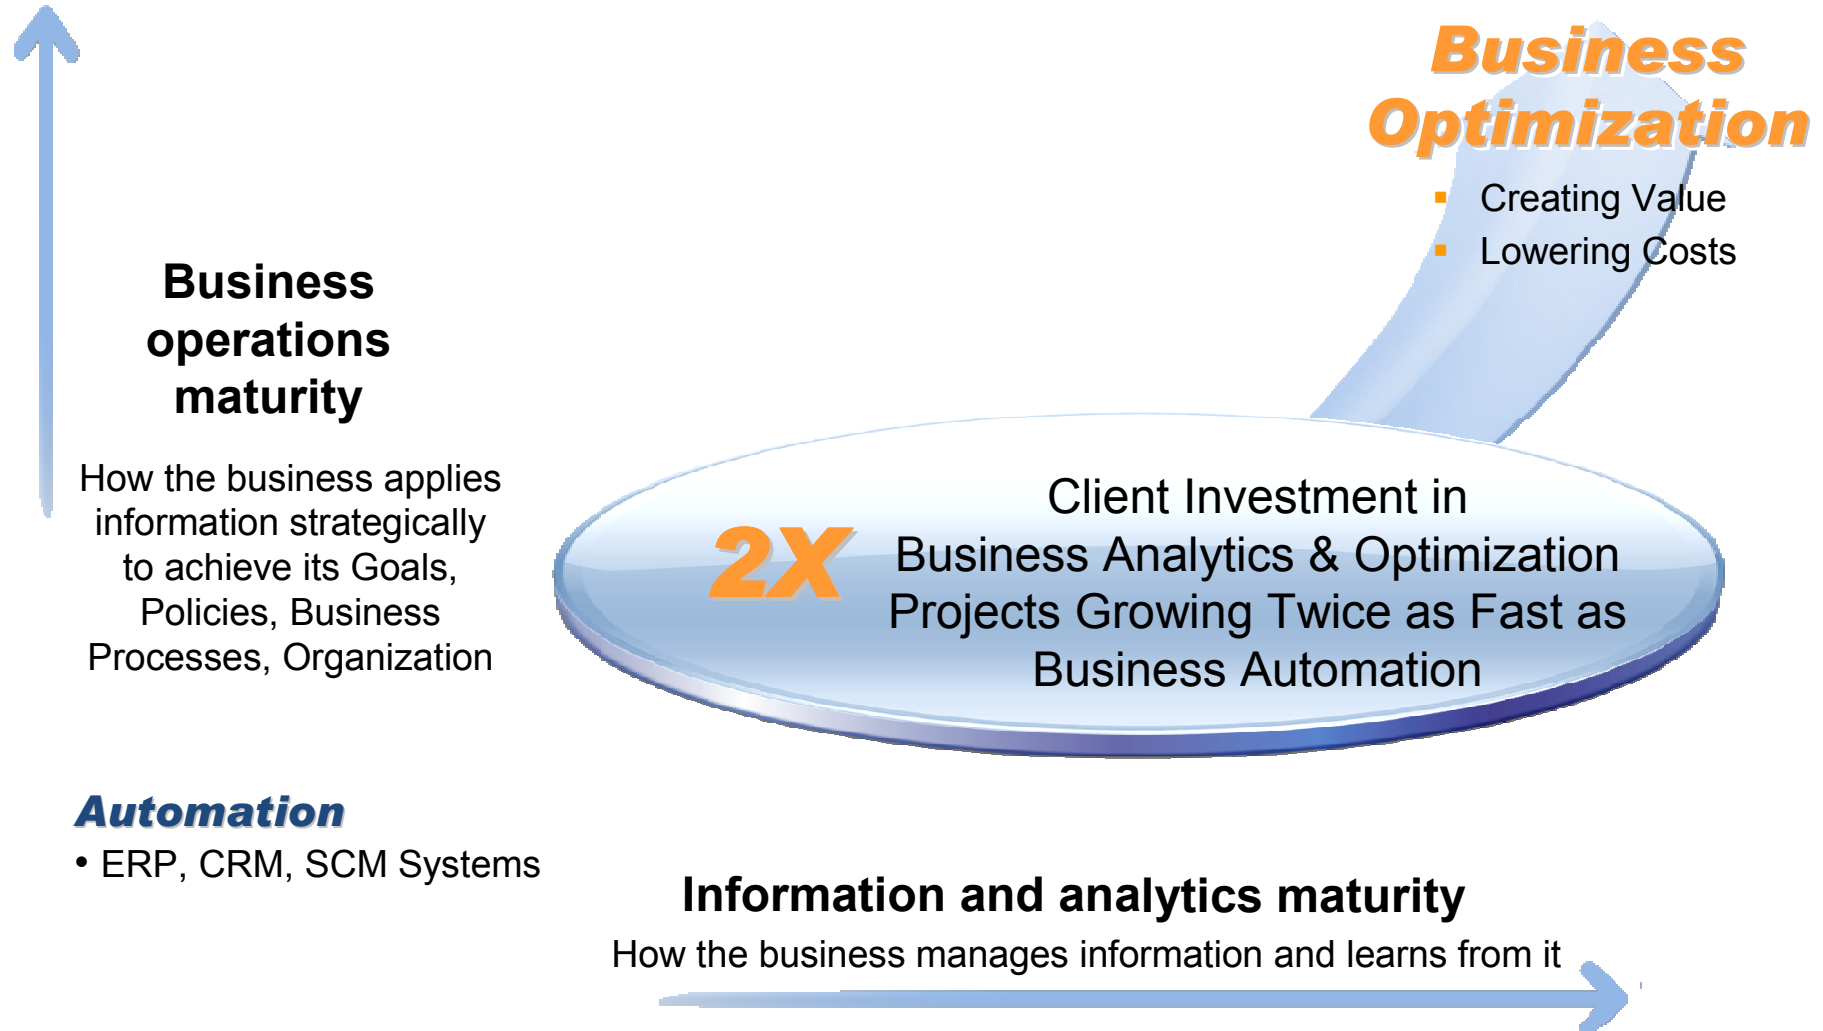 Business
Optimization
▪ Creating Value
▪ Lowering Costs
Business
operations
maturity
How the business applies
information strategically
to achieve its Goals,
Policies, Business
Processes, Organization
2X
Client Investment in
Business Analytics & Optimization
Projects Growing Twice as Fast as
Business Automation
Automation
• ERP, CRM, SCM Systems
Information and analytics maturity
How the business manages information and learns from it